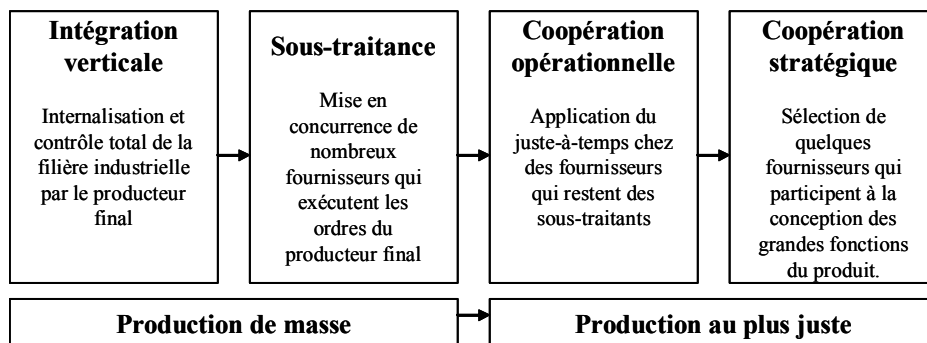 Intégration
verticale
Internalisation et
contrôle total de la
filière industrielle
par le producteur
final
Sous-traitance
Mise en
concurrence de
nombreux
fournisseurs qui
exécutent les
ordres du
producteur final
Coopération
opérationnelle
Application du
juste-à-temps chez
des fournisseurs
qui restent des
sous-traitants
Coopération
stratégique
Sélection de
quelques
fournisseurs qui
participent à la
conception des
grandes fonctions
du produit.
Production de masse
Production au plus juste